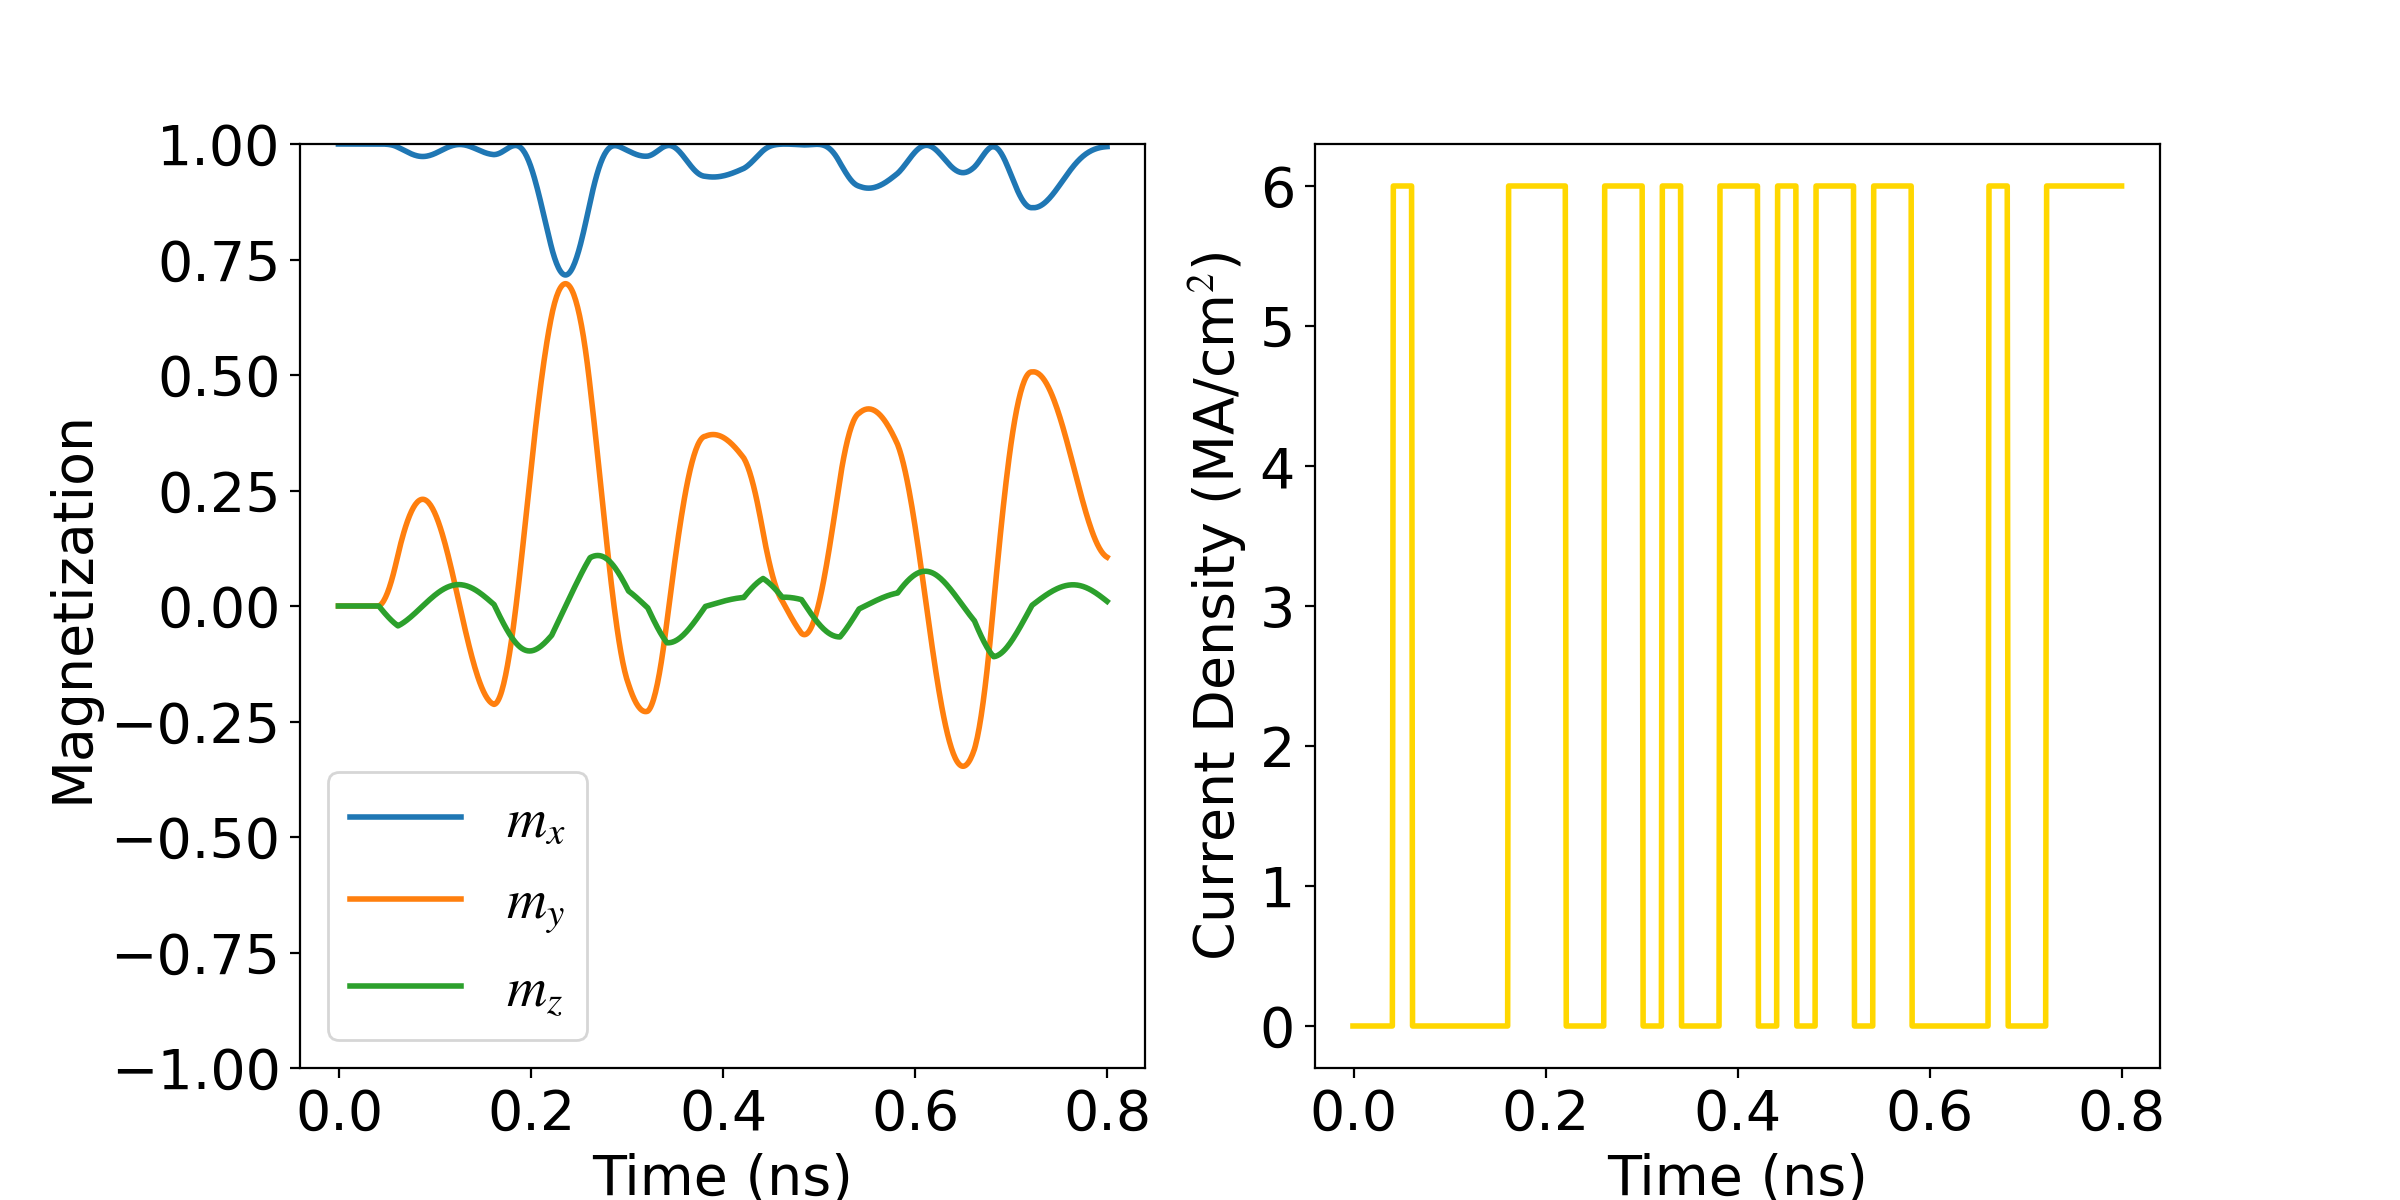 Magnetization
1.00
0.75
0.50
0.25
0.00
−0.25
−0.50
−0.75
−1.00
m_x
m_y
m_z
0.0 0.2 0.4 0.6 0.8
Time (ns)
Current Density (MA/cm²)
6
5
4
3
2
1
0
0.0 0.2 0.4 0.6 0.8
Time (ns)